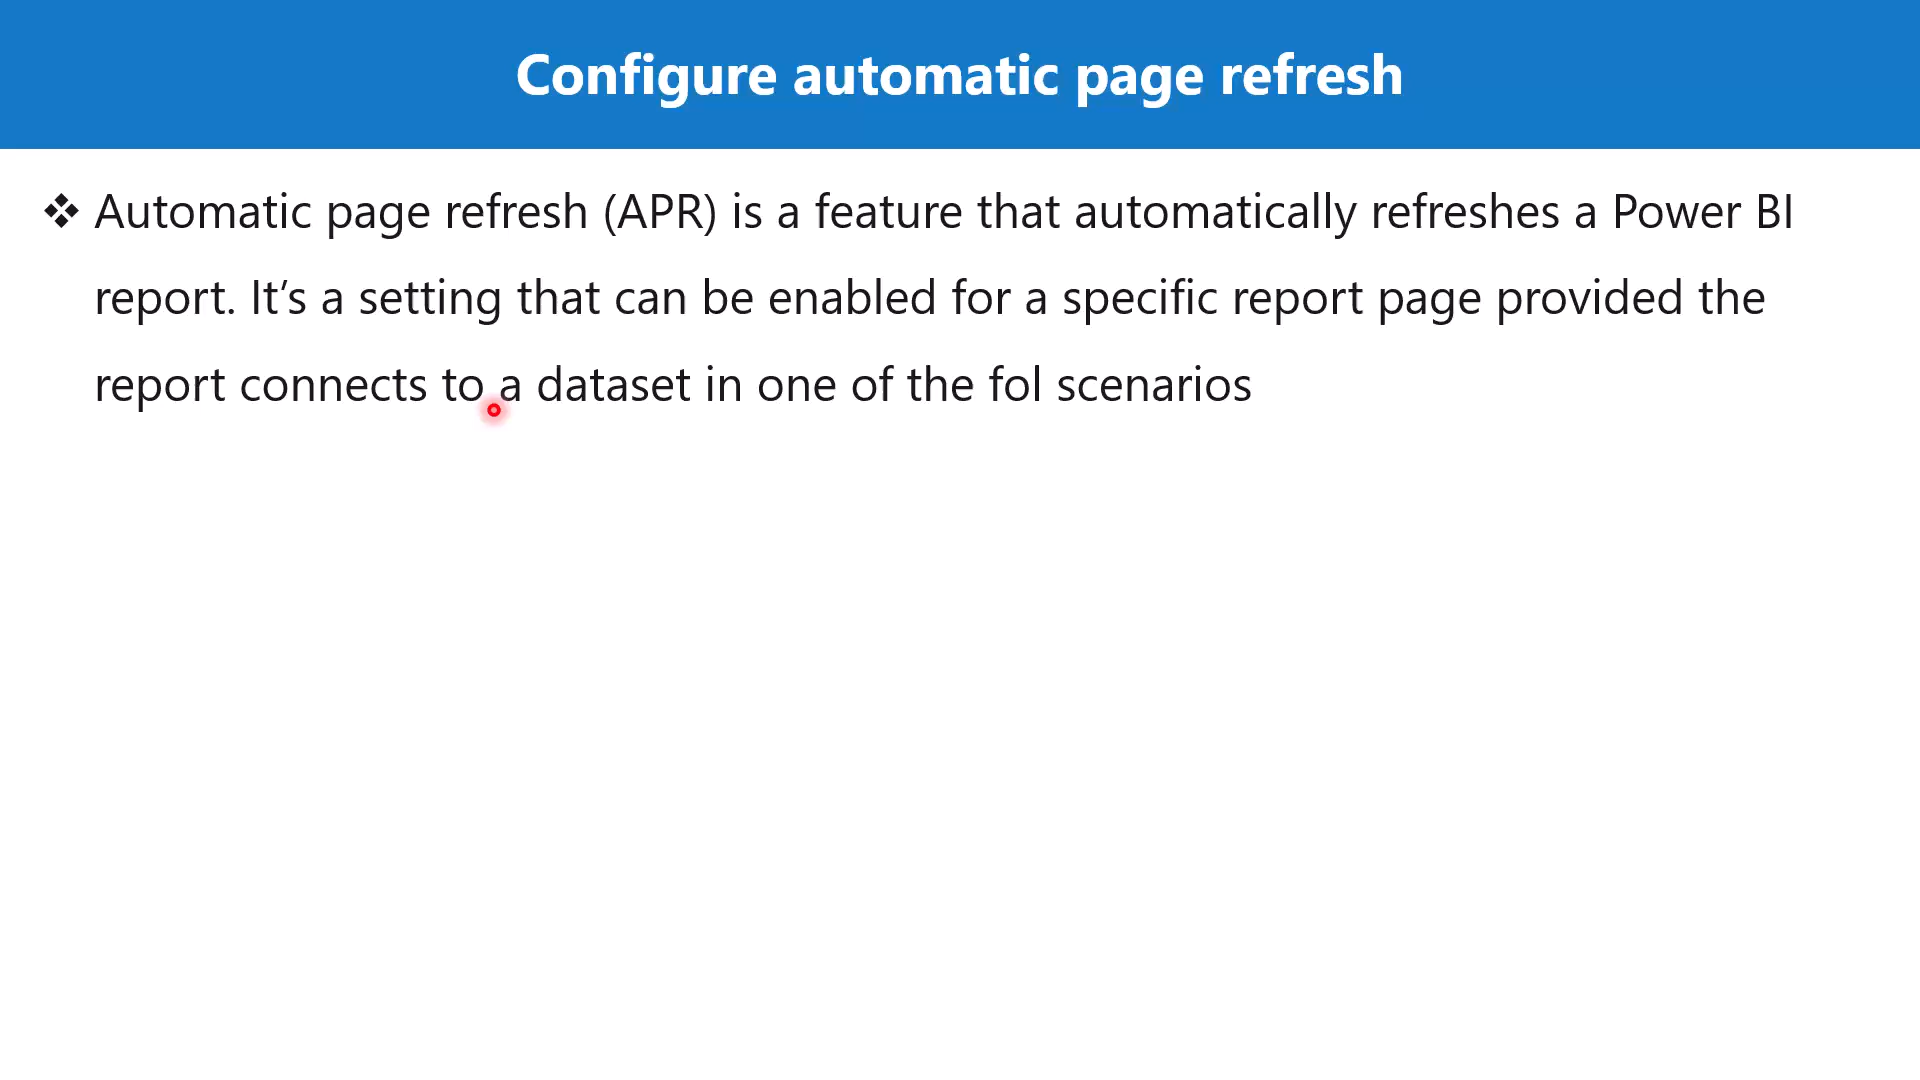 Configure automatic page refresh
❖ Automatic page refresh (APR) is a feature that automatically refreshes a Power BI
report. It’s a setting that can be enabled for a specific report page provided the
report connects to a dataset in one of the fol scenarios